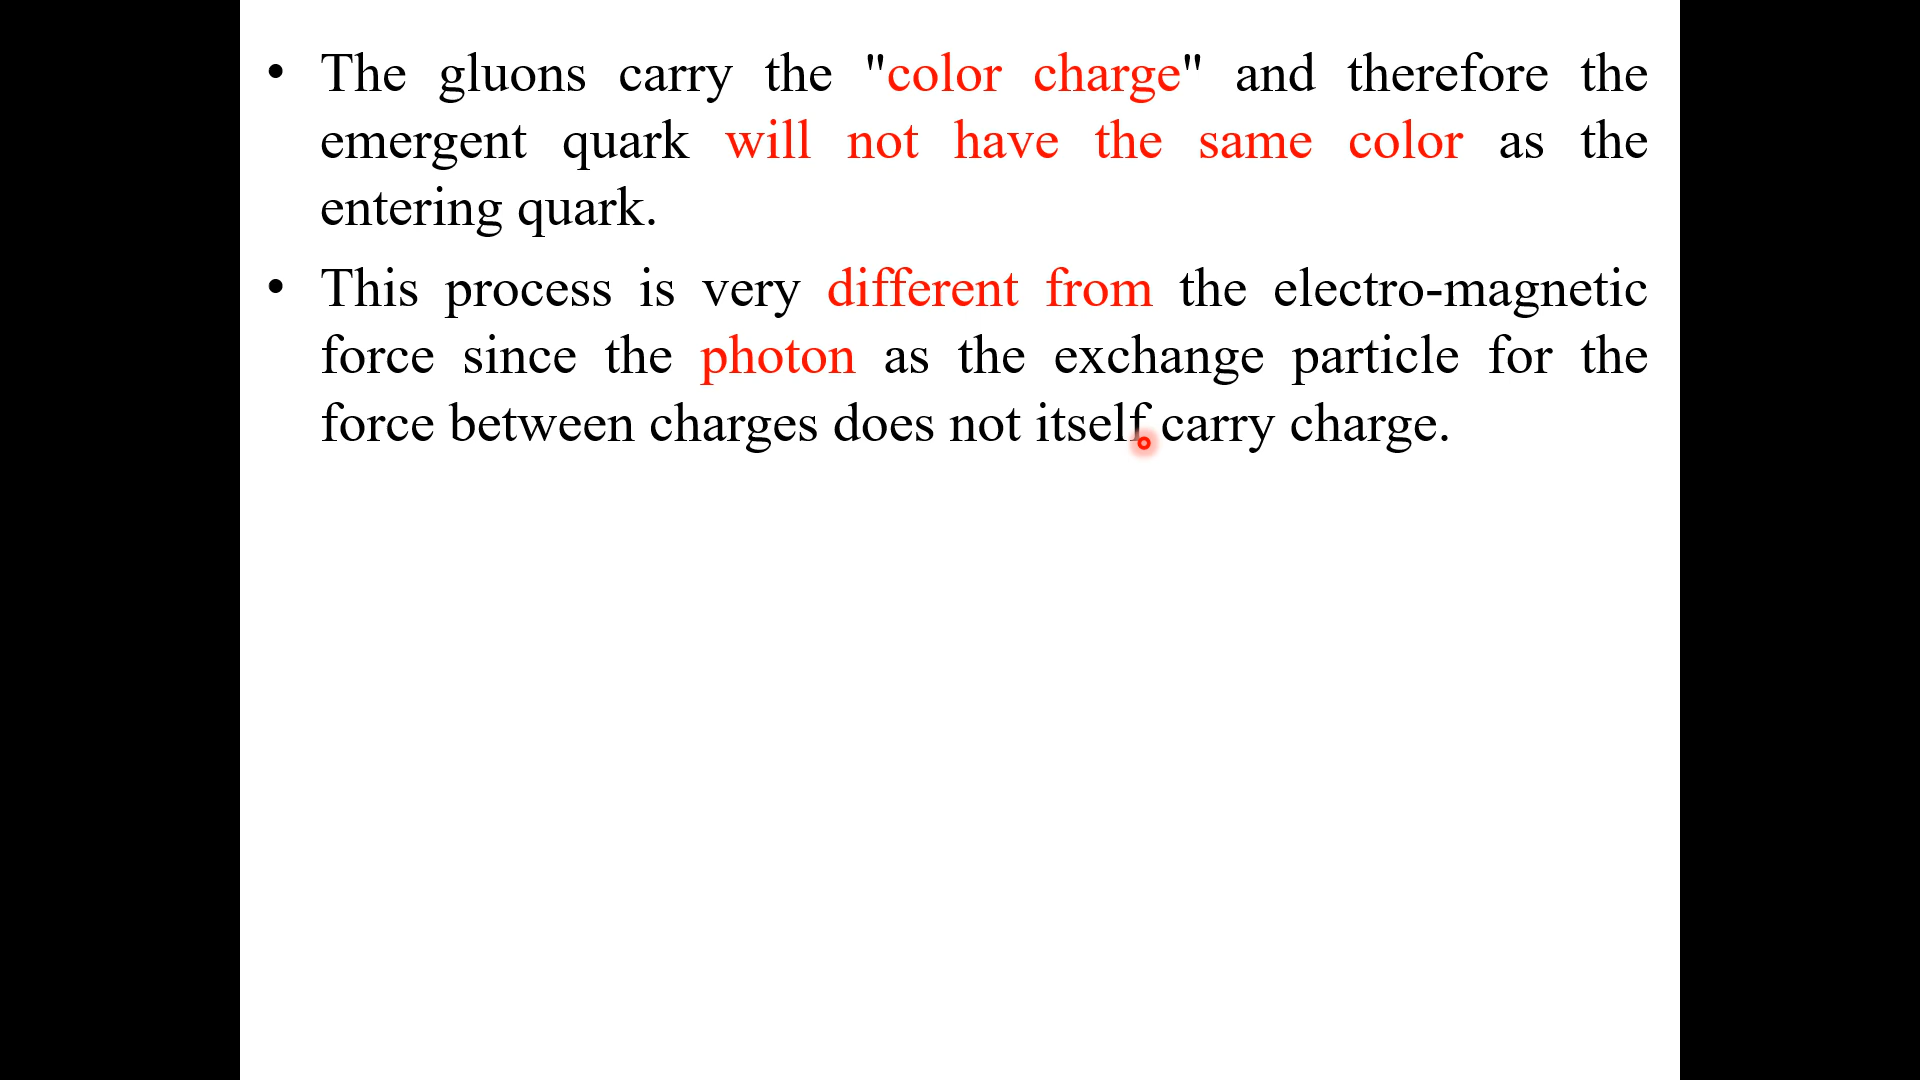 • The gluons carry the "color charge" and therefore the
emergent quark will not have the same color as the
entering quark.
• This process is very different from the electro-magnetic
force since the photon as the exchange particle for the
force between charges does not itself carry charge.